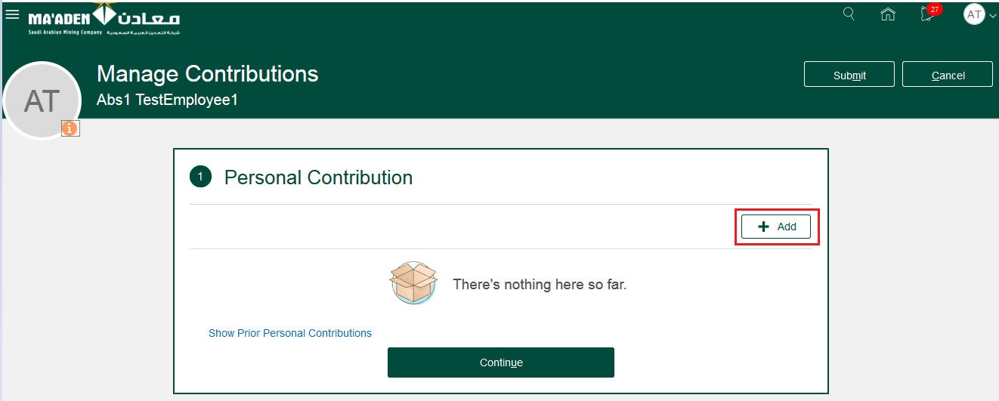 MA'ADEN معادن
Saudi Arabian Mining Company شركة التعدين العربية السعودية
27
AT
Manage Contributions
Submit
Cancel
AT
Abs1 TestEmployee1
i
1
Personal Contribution
+ Add
There's nothing here so far.
Show Prior Personal Contributions
Continue